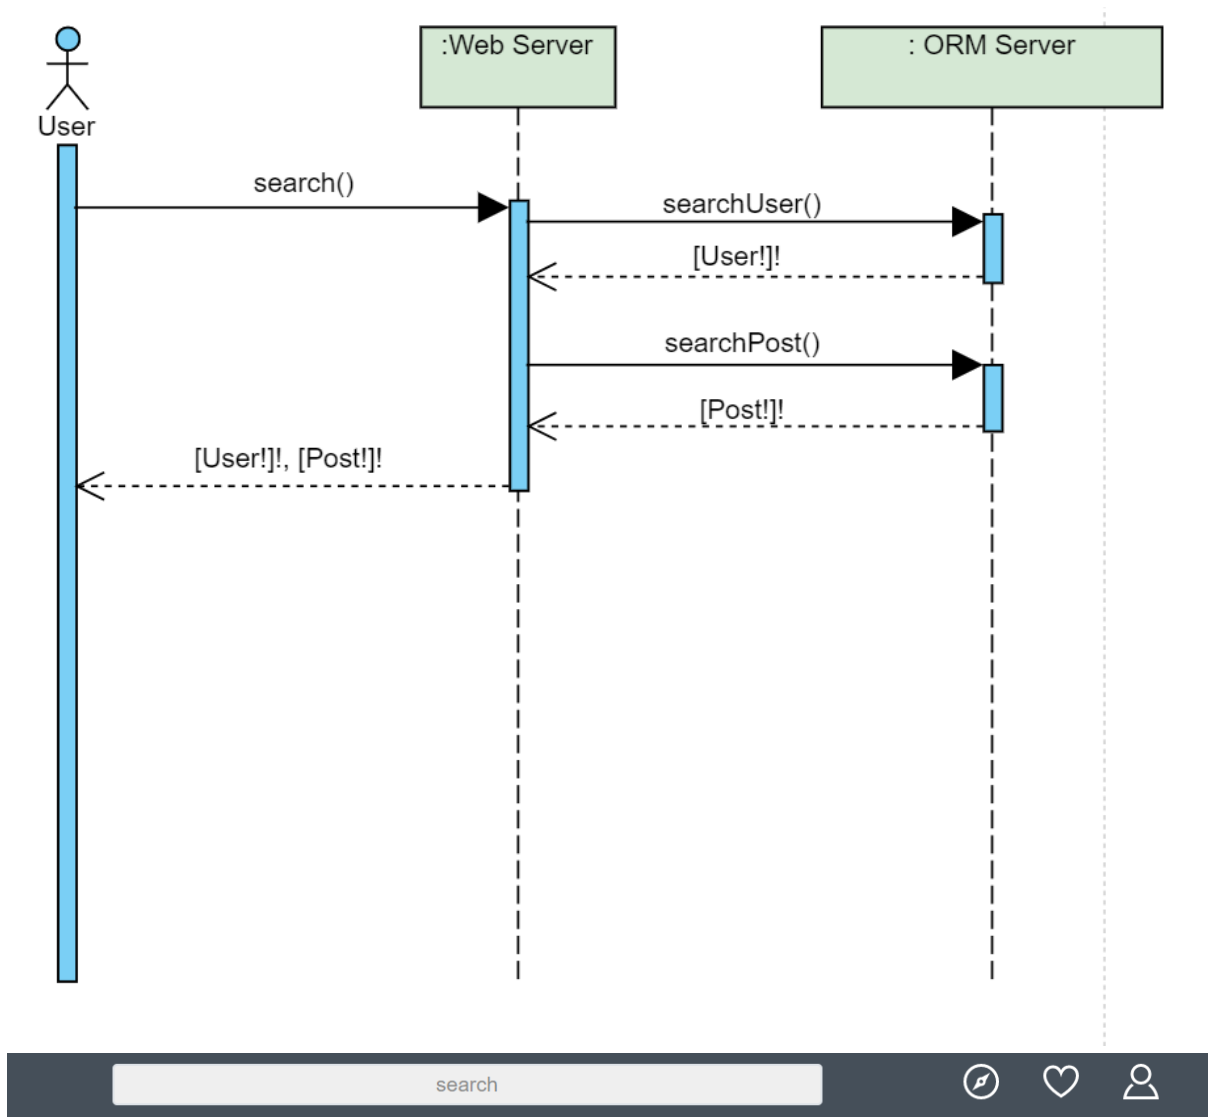 :Web Server
: ORM Server
User
search()
searchUser()
[User!]!
searchPost()
[Post!]!
[User!]!, [Post!]!
search